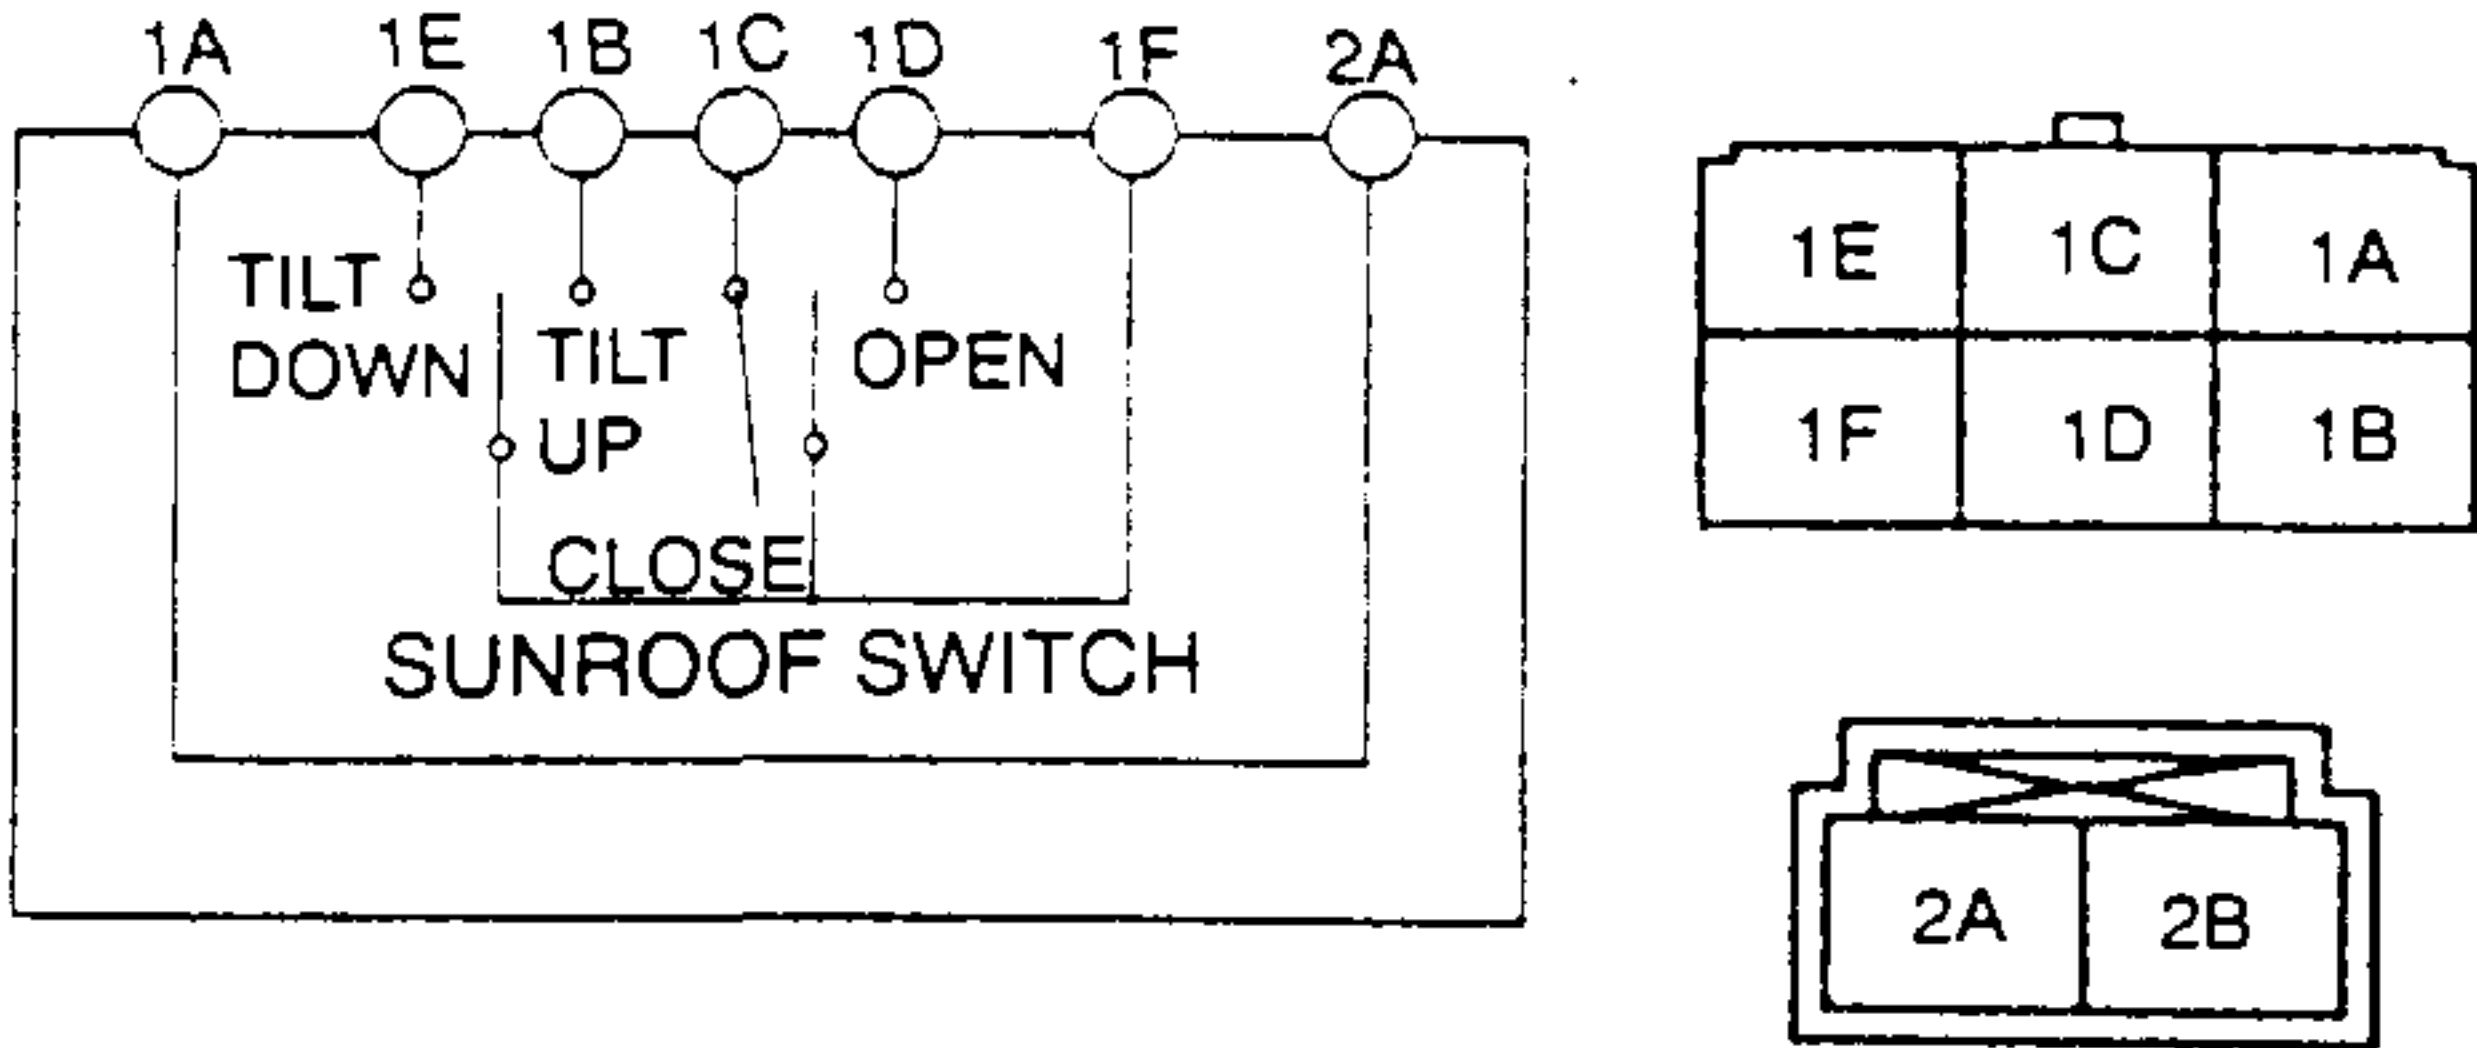 1A 1E 1B 1C 1D 1F 2A
TILT
DOWN
TILT
UP
OPEN
CLOSE
SUNROOF SWITCH
1E 1C 1A
1F 1D 1B
2A 2B